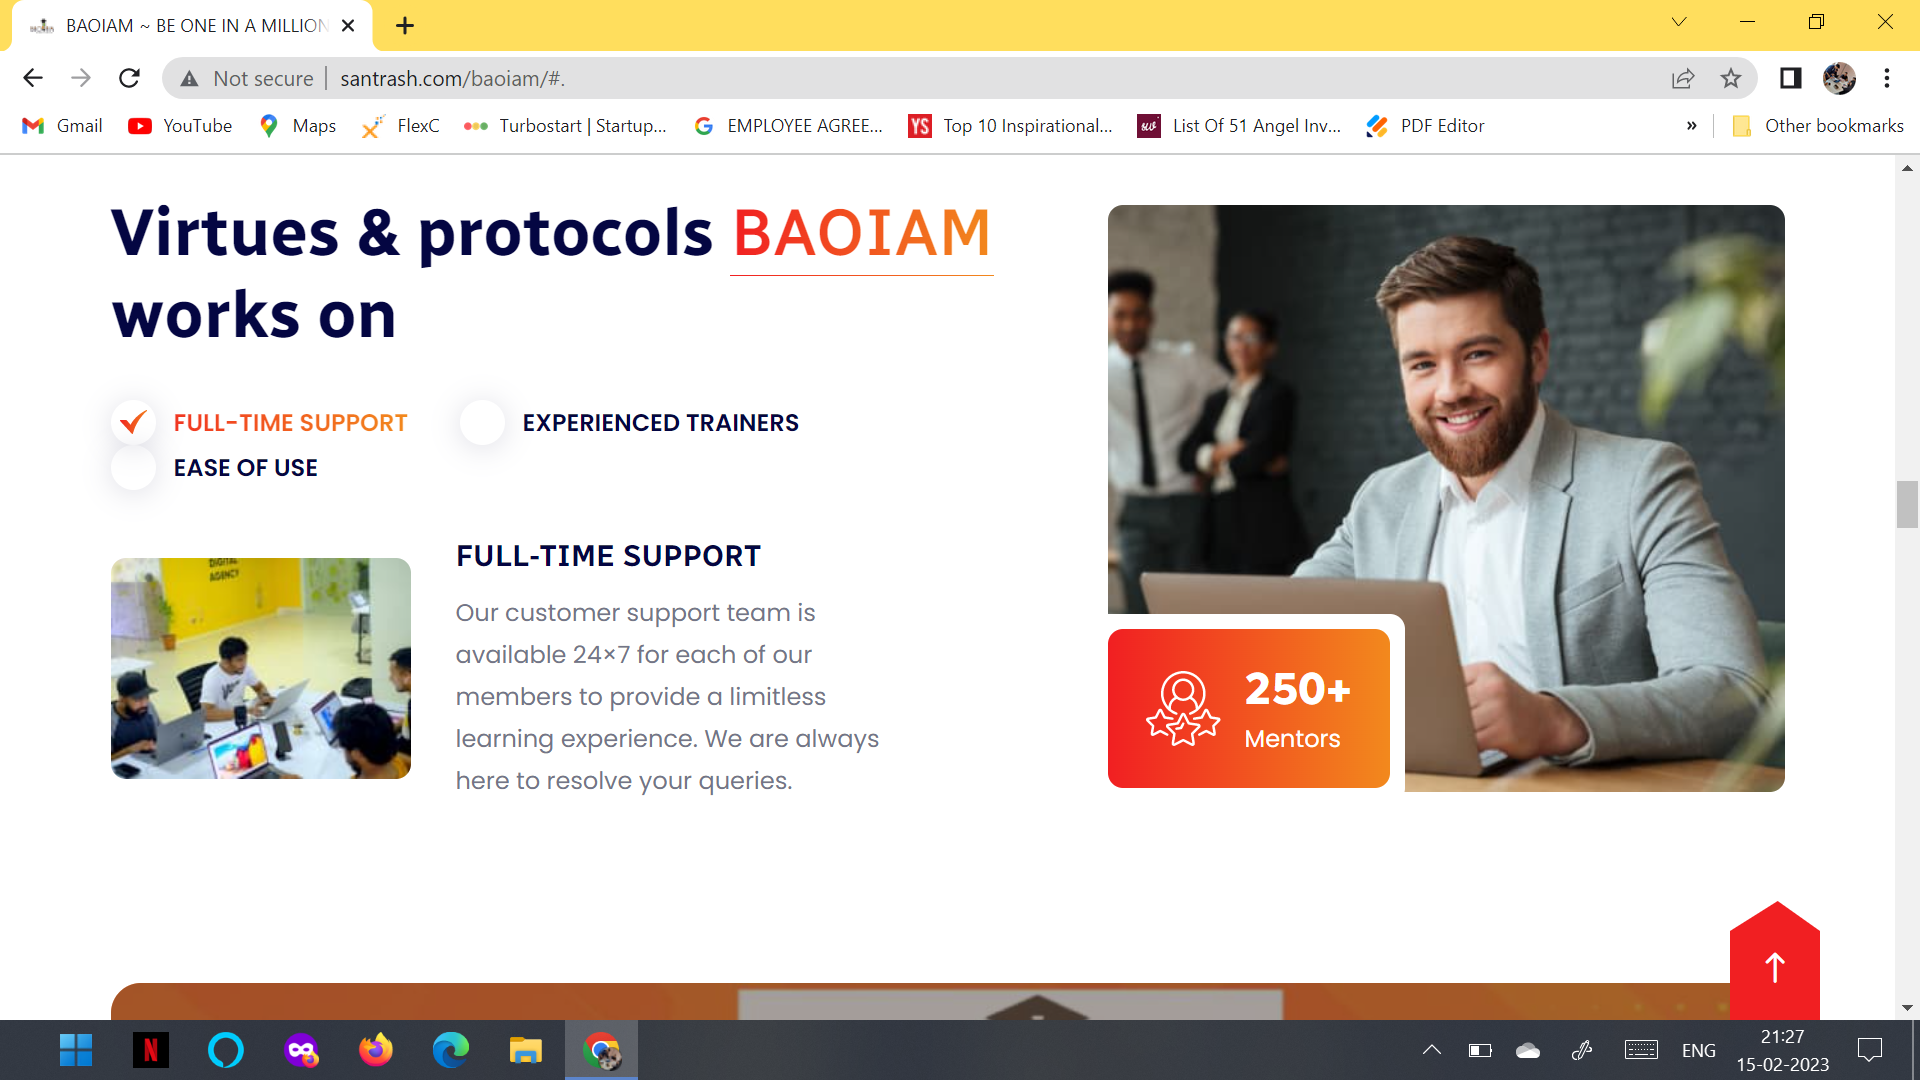 BAOIAM ~ BE ONE IN A MILLION
Not secure
santrash.com/baoiam/#.
Gmail
YouTube
Maps
FlexC
Turbostart | Startup...
EMPLOYEE AGREE...
YS
Top 10 Inspirational...
List Of 51 Angel Inv...
PDF Editor
»
Other bookmarks
Virtues & protocols BAOIAM
works on
FULL-TIME SUPPORT
EXPERIENCED TRAINERS
EASE OF USE
DIGITAL
AGENCY
FULL-TIME SUPPORT
Our customer support team is
available 24×7 for each of our
members to provide a limitless
learning experience. We are always
here to resolve your queries.
250+
Mentors
N
ENG
21:27
15-02-2023